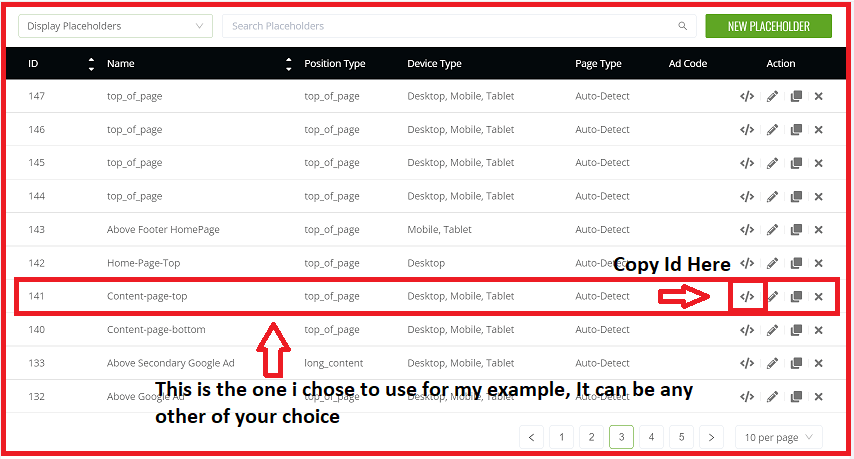 Display Placeholders Search Placeholders NEW PLACEHOLDER
ID Name Position Type Device Type Page Type Ad Code Action
147 top_of_page top_of_page Desktop, Mobile, Tablet Auto-Detect
146 top_of_page top_of_page Desktop, Mobile, Tablet Auto-Detect
145 top_of_page top_of_page Desktop, Mobile, Tablet Auto-Detect
144 top_of_page top_of_page Desktop, Mobile, Tablet Auto-Detect
143 Above Footer HomePage top_of_page Mobile, Tablet Auto-Detect
142 Home-Page-Top top_of_page Desktop Auto-Detect
Copy Id Here
141 Content-page-top top_of_page Desktop, Mobile, Tablet Auto-Detect
140 Content-page-bottom top_of_page Desktop, Mobile, Tablet Auto-Detect
133 Above Secondary Google Ad long_content Desktop, Mobile, Tablet Auto-Detect
This is the one i chose to use for my example, It can be any
132 Above Google Ad top_of_page Desktop, Mobile, Tablet Auto-Detect
other of your choice
< 1 2 3 4 5 > 10 per page